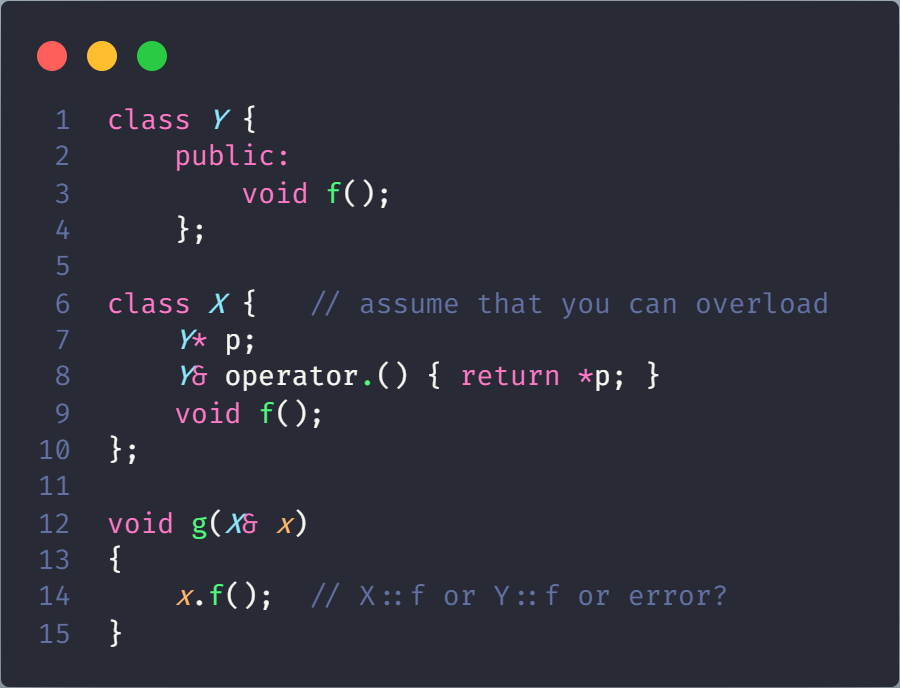 1 class Y {
2     public:
3         void f();
4     };
5
6 class X {   // assume that you can overload
7     Y* p;
8     Y& operator.() { return *p; }
9     void f();
10 };
11
12 void g(X& x)
13 {
14     x.f();  // X::f or Y::f or error?
15 }